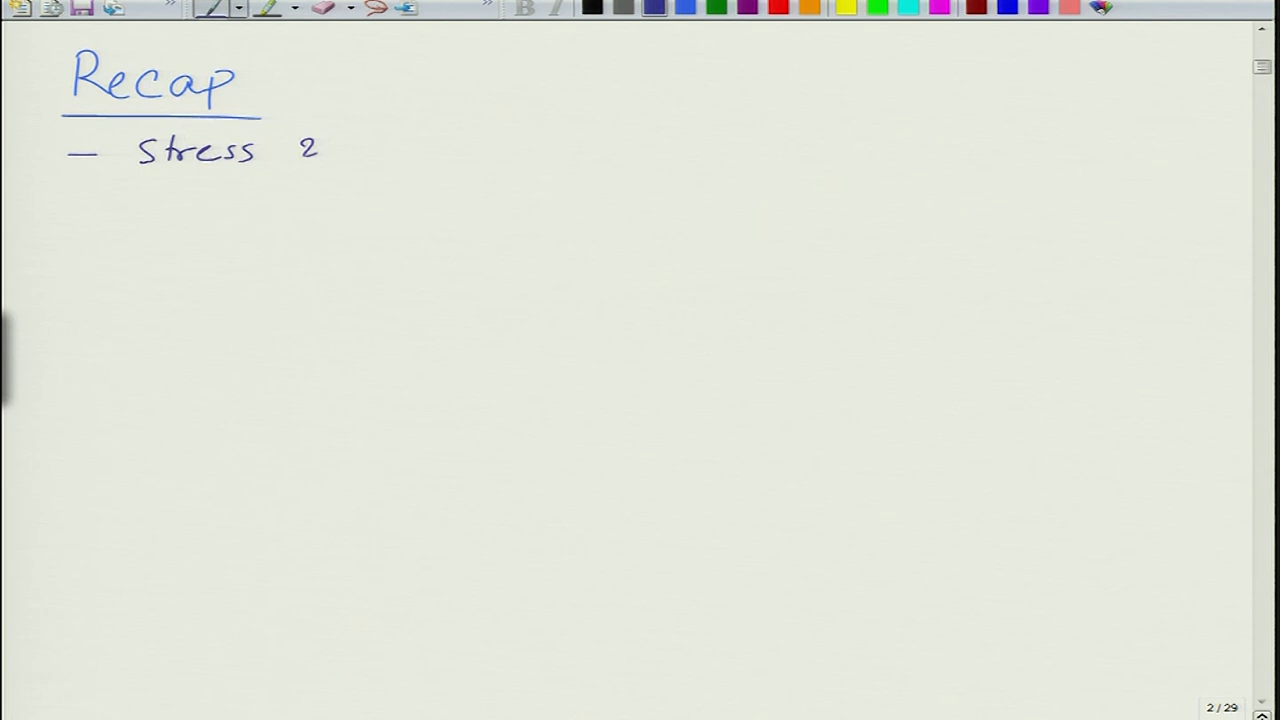 Recap
— Stress 2
2 / 29